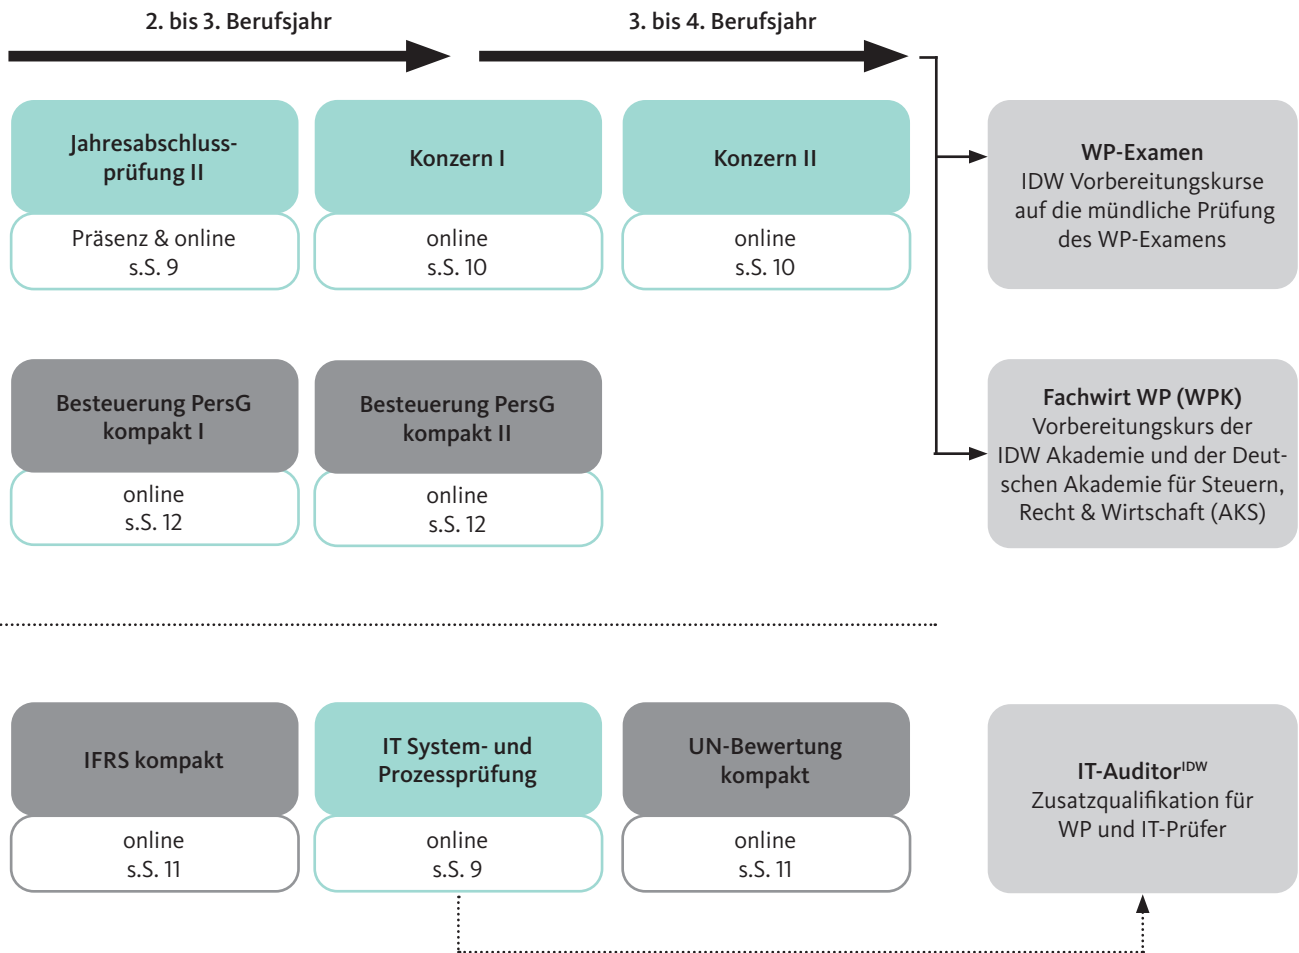 2. bis 3. Berufsjahr
3. bis 4. Berufsjahr
Jahresabschluss-
prüfung II
Präsenz & online
s.S. 9
Konzern I
online
s.S. 10
Konzern II
online
s.S. 10
WP-Examen
IDW Vorbereitungskurse
auf die mündliche Prüfung
des WP-Examens
Besteuerung PersG
kompakt I
online
s.S. 12
Besteuerung PersG
kompakt II
online
s.S. 12
Fachwirt WP (WPK)
Vorbereitungskurs der
IDW Akademie und der Deut-
schen Akademie für Steuern,
Recht & Wirtschaft (AKS)
IFRS kompakt
online
s.S. 11
IT System- und
Prozessprüfung
online
s.S. 9
UN-Bewertung
kompakt
online
s.S. 11
IT-Auditor^IDW
Zusatzqualifikation für
WP und IT-Prüfer